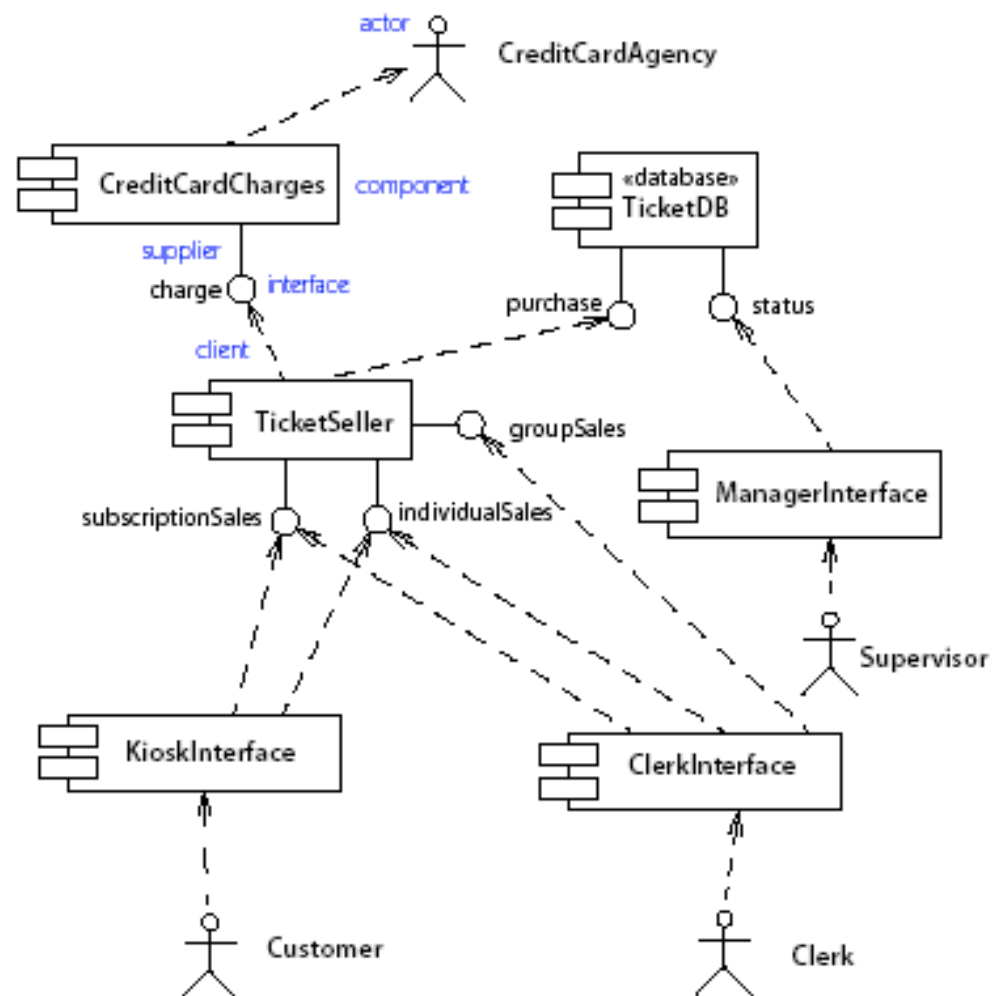 actor
CreditCardAgency
CreditCardCharges
component
«database»
TicketDB
supplier
interface
charge
purchase
status
client
TicketSeller
groupSales
ManagerInterface
subscriptionSales
individualSales
Supervisor
KioskInterface
ClerkInterface
Customer
Clerk